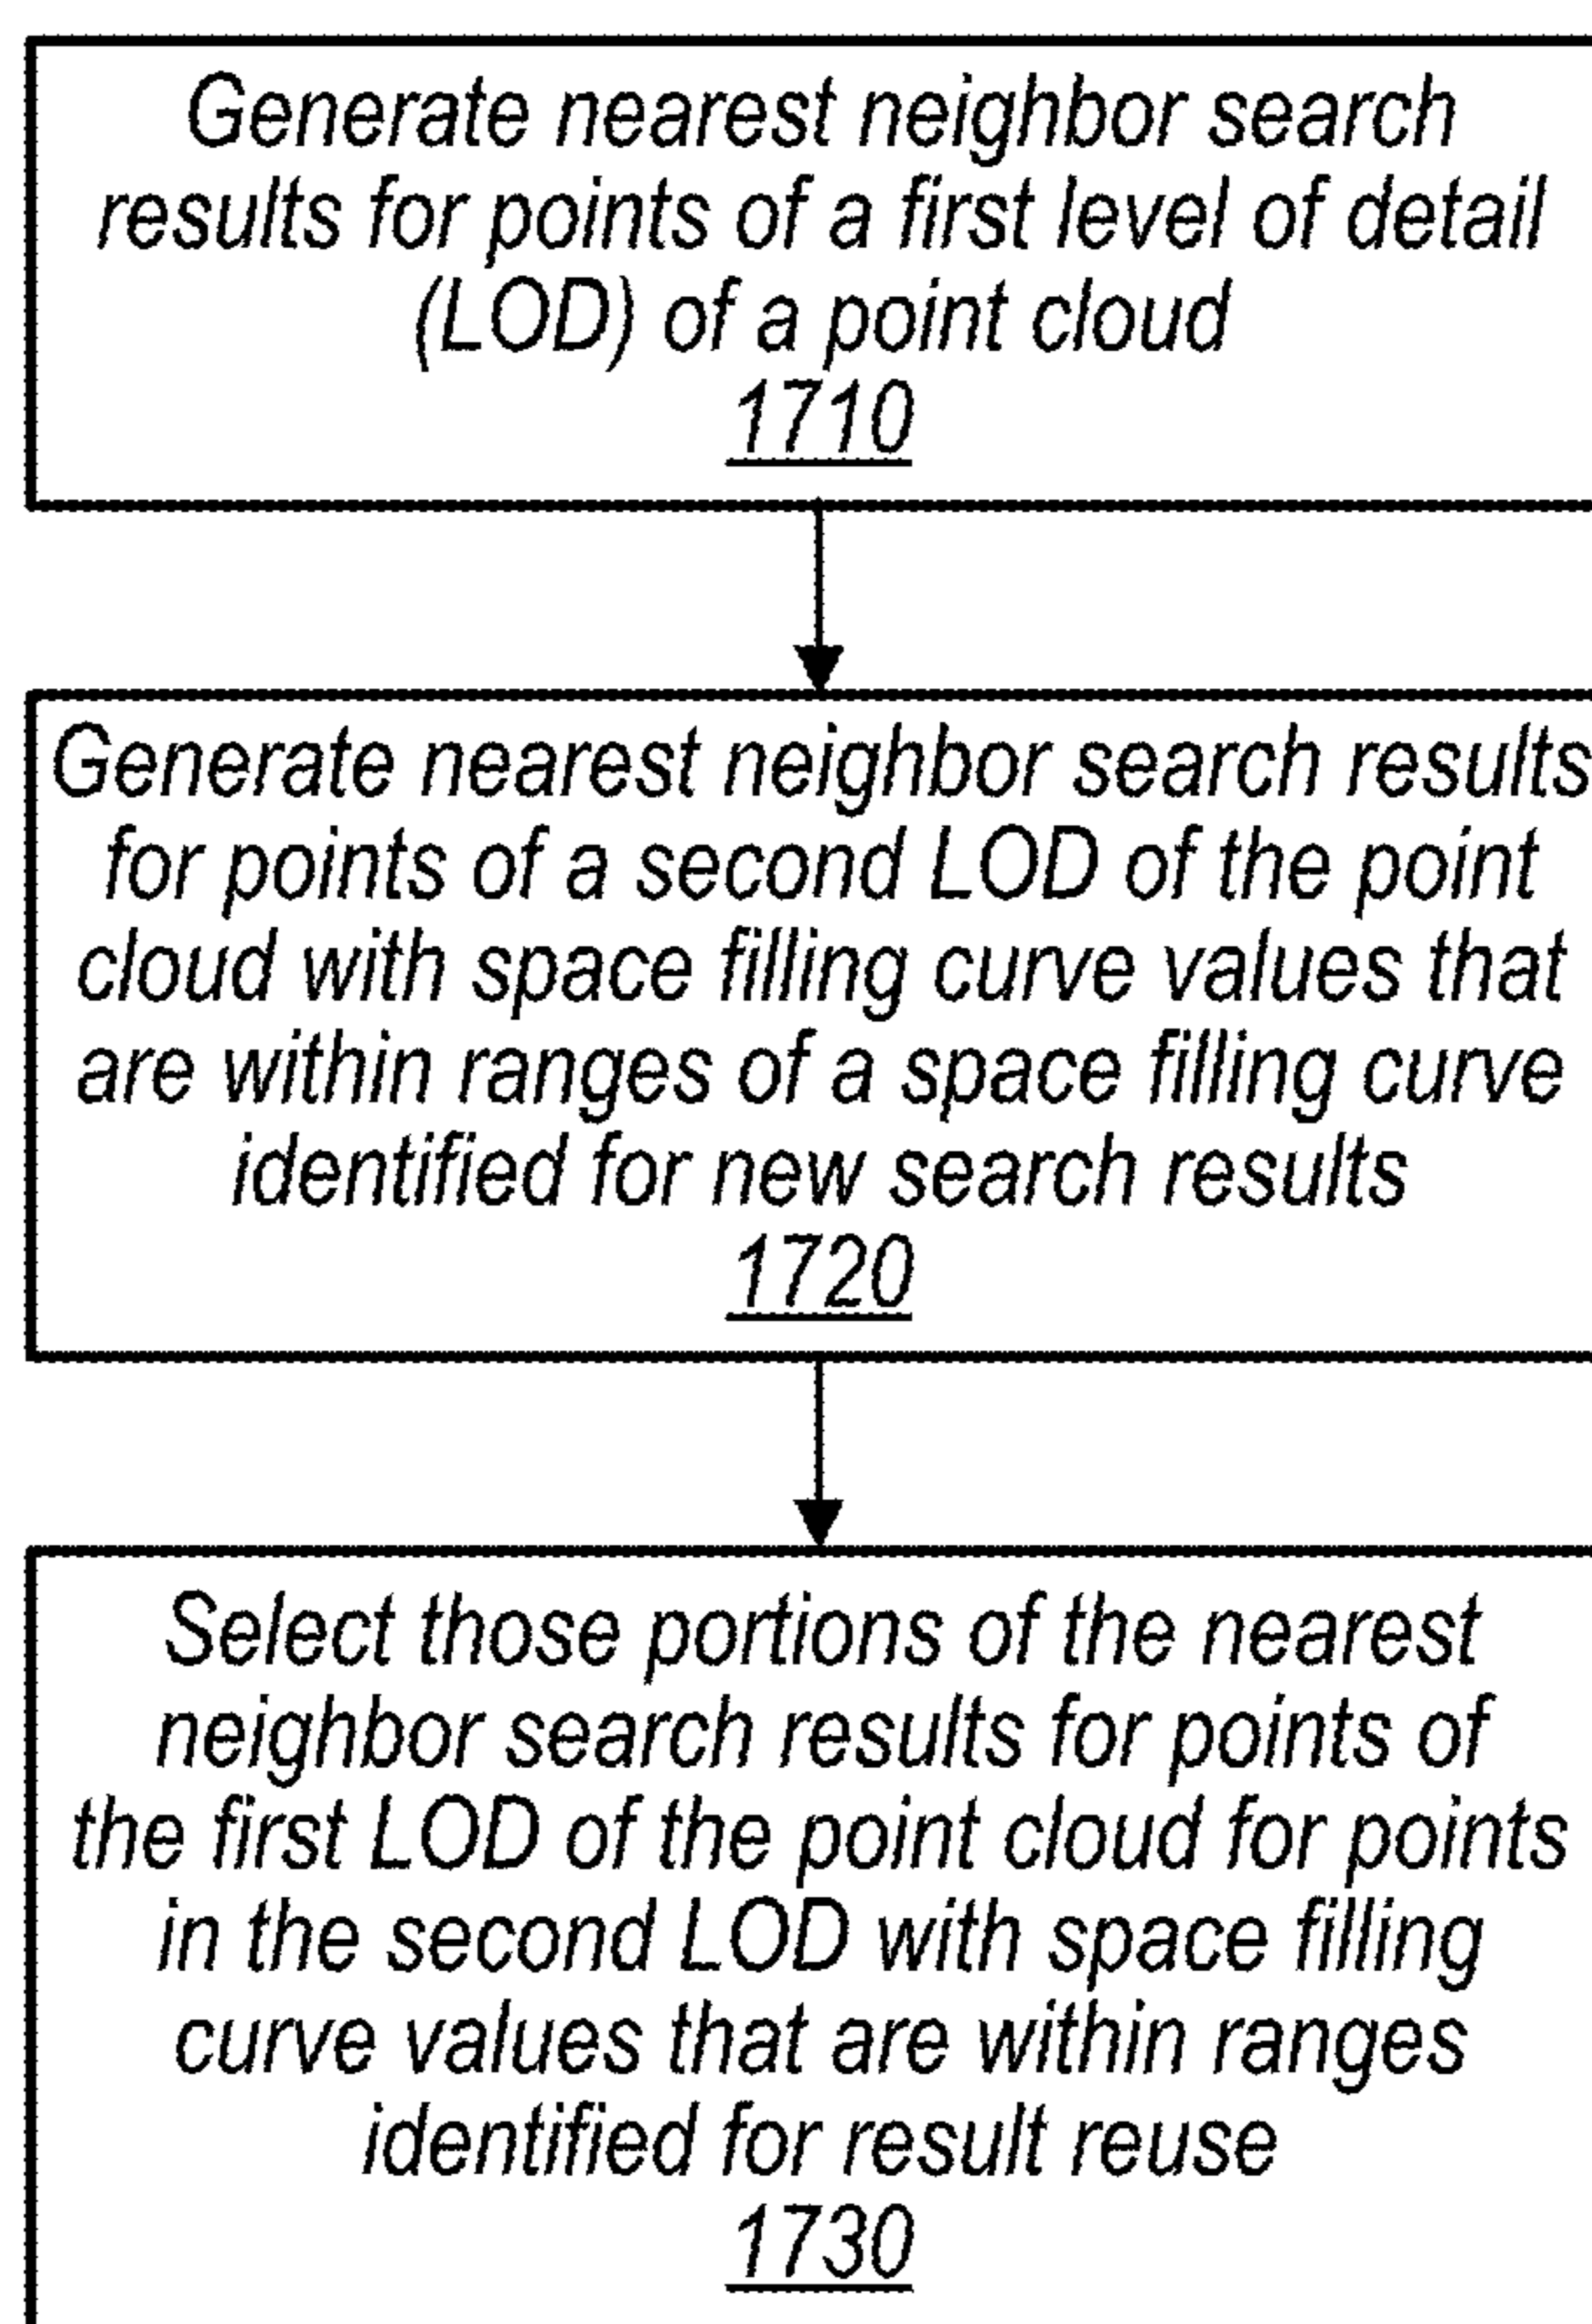 Generate nearest neighbor search
results for points of a first level of detail
(LOD) of a point cloud
1710
Generate nearest neighbor search results
for points of a second LOD of the point
cloud with space filling curve values that
are within ranges of a space filling curve
identified for new search results
1720
Select those portions of the nearest
neighbor search results for points of
the first LOD of the point cloud for points
in the second LOD with space filling
curve values that are within ranges
identified for result reuse
1730